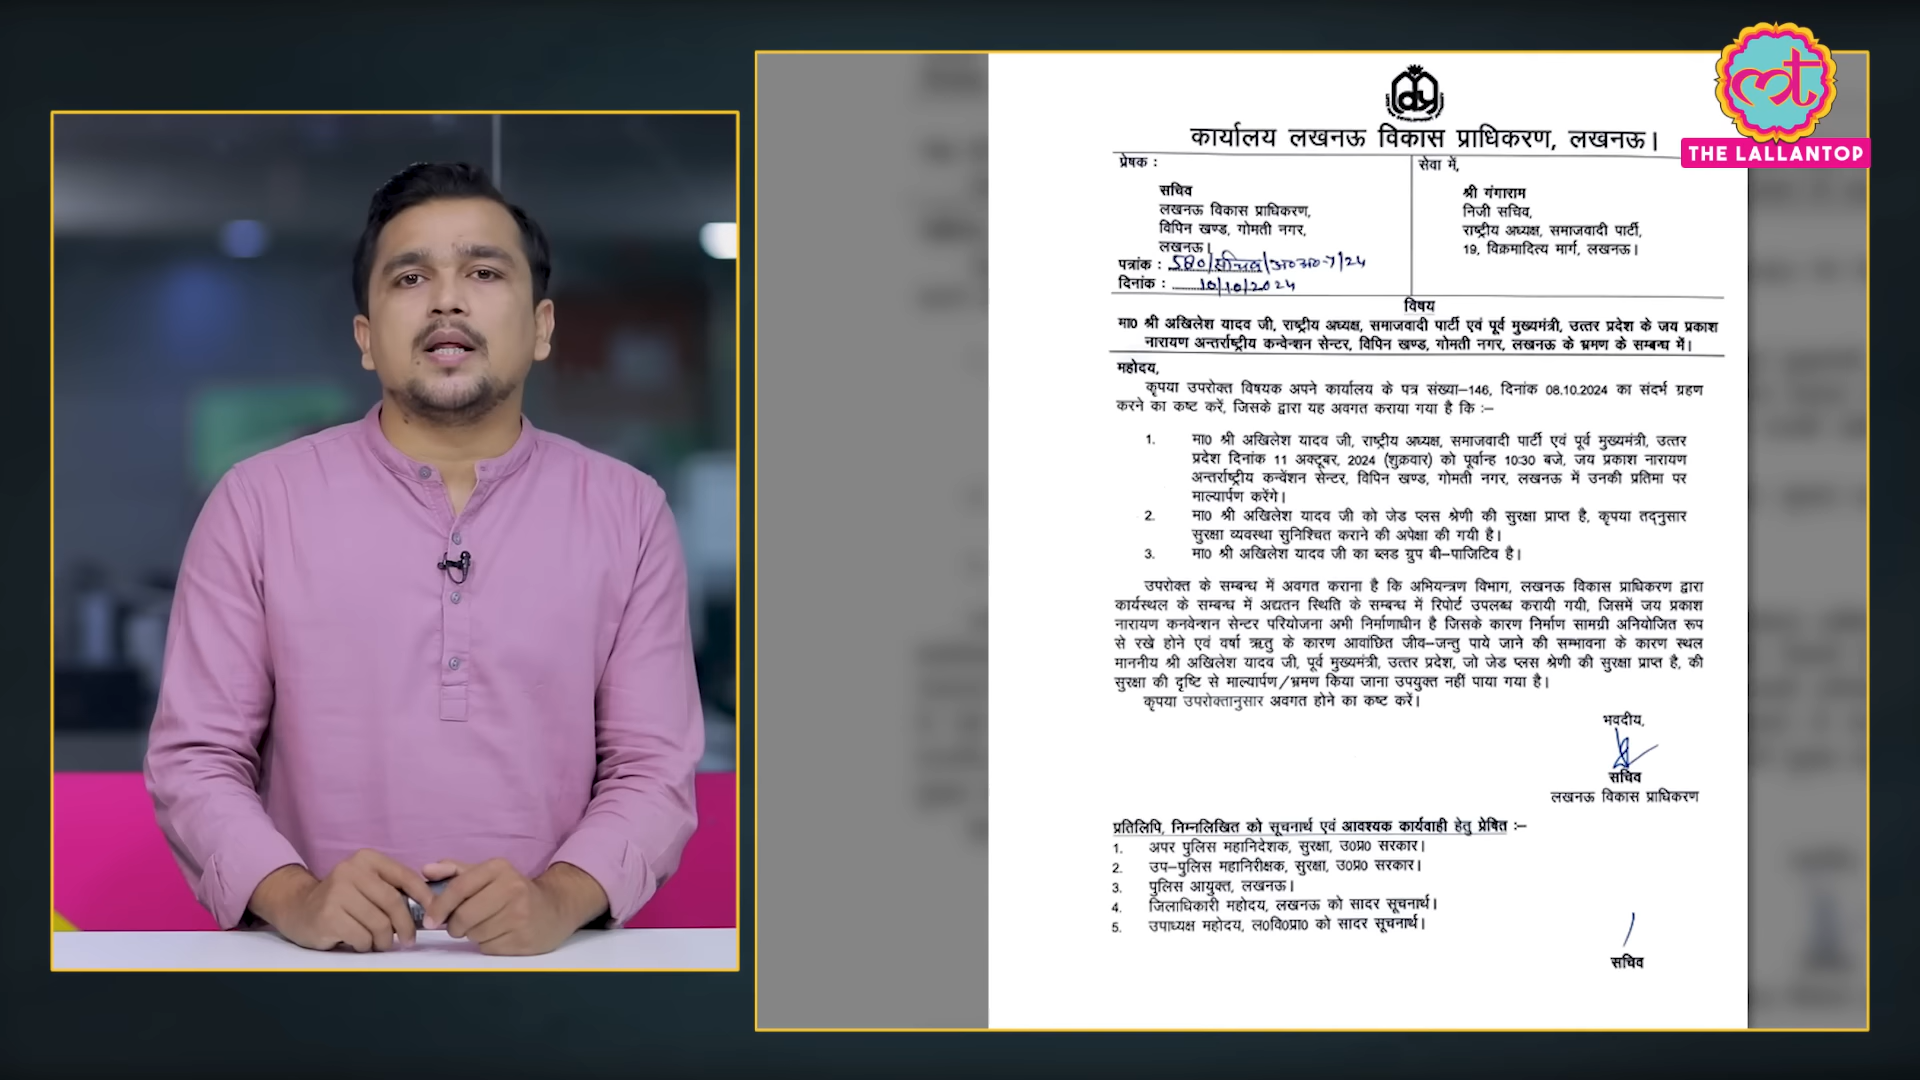 THE LALLANTOP
कार्यालय लखनऊ विकास प्राधिकरण, लखनऊ।
प्रेषक :
सचिव
लखनऊ विकास प्राधिकरण,
विपिन खण्ड, गोमती नगर,
लखनऊ।
पत्रांक : 580/सचिव/अ०अ०-7/24
दिनांक : 10/10/2024
सेवा में,
श्री गंगाराम
निजी सचिव,
राष्ट्रीय अध्यक्ष, समाजवादी पार्टी,
19, विक्रमादित्य मार्ग, लखनऊ।
विषय
मा0 श्री अखिलेश यादव जी, राष्ट्रीय अध्यक्ष, समाजवादी पार्टी एवं पूर्व मुख्यमंत्री, उत्तर प्रदेश के जय प्रकाश
नारायण अन्तर्राष्ट्रीय कन्वेन्शन सेन्टर, विपिन खण्ड, गोमती नगर, लखनऊ के भ्रमण के सम्बन्ध में।
महोदय,
कृपया उपरोक्त विषयक अपने कार्यालय के पत्र संख्या–146, दिनांक 08.10.2024 का संदर्भ ग्रहण
करने का कष्ट करें, जिसके द्वारा यह अवगत कराया गया है कि :–
1. मा0 श्री अखिलेश यादव जी, राष्ट्रीय अध्यक्ष, समाजवादी पार्टी एवं पूर्व मुख्यमंत्री, उत्तर
प्रदेश दिनांक 11 अक्टूबर, 2024 (शुक्रवार) को पूर्वान्ह 10:30 बजे, जय प्रकाश नारायण
अन्तर्राष्ट्रीय कन्वेंशन सेन्टर, विपिन खण्ड, गोमती नगर, लखनऊ में उनकी प्रतिमा पर
माल्यार्पण करेंगे।
2. मा0 श्री अखिलेश यादव जी को जेड प्लस श्रेणी की सुरक्षा प्राप्त है, कृपया तद्नुसार
सुरक्षा व्यवस्था सुनिश्चित कराने की अपेक्षा की गयी है।
3. मा0 श्री अखिलेश यादव जी का ब्लड ग्रुप बी–पाजिटिव है।
उपरोक्त के सम्बन्ध में अवगत कराना है कि अभियन्त्रण विभाग, लखनऊ विकास प्राधिकरण द्वारा
कार्यस्थल के सम्बन्ध में अद्यतन स्थिति के सम्बन्ध में रिपोर्ट उपलब्ध करायी गयी, जिसमें जय प्रकाश
नारायण कनवेन्शन सेन्टर परियोजना अभी निर्माणाधीन है जिसके कारण निर्माण सामग्री अनियोजित रूप
से रखे होने एवं वर्षा ऋतु के कारण आवांछित जीव–जन्तु पाये जाने की सम्भावना के कारण स्थल
माननीय श्री अखिलेश यादव जी, पूर्व मुख्यमंत्री, उत्तर प्रदेश, जो जेड प्लस श्रेणी की सुरक्षा प्राप्त है, की
सुरक्षा की दृष्टि से माल्यार्पण/भ्रमण किया जाना उपयुक्त नहीं पाया गया है।
कृपया उपरोक्तानुसार अवगत होने का कष्ट करें।
भवदीय,
सचिव
लखनऊ विकास प्राधिकरण
प्रतिलिपि, निम्नलिखित को सूचनार्थ एवं आवश्यक कार्यवाही हेतु प्रेषित :–
1. अपर पुलिस महानिदेशक, सुरक्षा, उ0प्र0 सरकार।
2. उप–पुलिस महानिरीक्षक, सुरक्षा, उ0प्र0 सरकार।
3. पुलिस आयुक्त, लखनऊ।
4. जिलाधिकारी महोदय, लखनऊ को सादर सूचनार्थ।
5. उपाध्यक्ष महोदय, ल0वि0प्रा0 को सादर सूचनार्थ।
सचिव